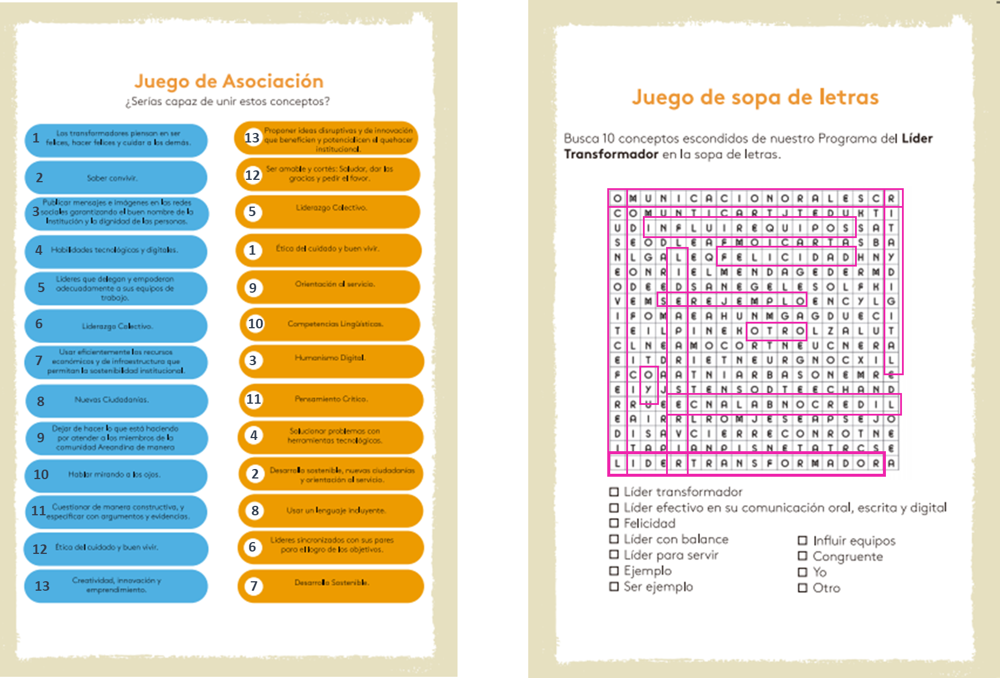 Juego de Asociación
¿Serías capaz de unir estos conceptos?
1 Los transformadores piensan en ser
felices, hacer felices y cuidar a los demás.
2 Saber convivir.
3 Publicar mensajes e imágenes en las redes
sociales garantizando el buen nombre de la
Institución y la dignidad de las personas.
4 Habilidades tecnológicas y digitales.
5 Líderes que delegan y empoderan
adecuadamente a sus equipos de
trabajo.
6 Liderazgo Colectivo.
7 Usar eficientemente los recursos
económicos y de infraestructura que
permitan la sostenibilidad institucional.
8 Nuevas Ciudadanías.
9 Dejar de hacer lo que está haciendo
por atender a los miembros de la
comunidad Areandina de manera
10 Hablar mirando a los ojos.
11 Cuestionar de manera constructiva, y
especificar con argumentos y evidencias.
12 Ética del cuidado y buen vivir.
13 Creatividad, innovación y
emprendimiento.
13 Proponer ideas disruptivas y de innovación
que beneficien y potencialicen el quehacer
institucional.
12 Ser amable y cortés: Saludar, dar las
gracias y pedir el favor.
5 Liderazgo Colectivo.
1 Ética del cuidado y buen vivir.
9 Orientación al servicio.
10 Competencias Lingüísticas.
3 Humanismo Digital.
11 Pensamiento Crítico.
4 Solucionar problemas con
herramientas tecnológicas.
2 Desarrollo sostenible, nuevas ciudadanías
y orientación al servicio.
8 Usar un lenguaje incluyente.
6 Líderes sincronizados con sus pares
para el logro de los objetivos.
7 Desarrollo Sostenible.
Juego de sopa de letras
Busca 10 conceptos escondidos de nuestro Programa del Líder
Transformador en la sopa de letras.
O M U N I C A C I O N O R A L E S C R
C O M U N T I C A R T J T E D U K T I
U D I N F L U I R E Q U I P O S S A T
S E O D L E A F M O I C A R T A S B A
N L G A L E Q F E L I C I D A D H N Y
E O N R I E L M E N D A G E D E R M D
O D E E D S A N E G E L E S O L F K I
V E M S E R E J E M P L O E N C Y L G
I F O M A E A H U N M G A G D U E C I
T E I L P I N E K O T R O L Z A L U T
C L N E A M O C O R T N E U C N E R A
E I T D R I E T N E U R G N O C X I L
F C O A A T N I A R B A S O N E M R E
E I Y J S T E N S O D T E E C H A N D
R R U E E C N A L A B N O C R E D I L
E A I R R L R O M J E S E A P S E J O
D I S A V C I E R R E C O N R O T N E
I T A P I A N P I S N E T A T R C S E
L I D E R T R A N S F O R M A D O R A
Líder transformador
Líder efectivo en su comunicación oral, escrita y digital
Felicidad
Líder con balance
Líder para servir
Ejemplo
Ser ejemplo
Influir equipos
Congruente
Yo
Otro